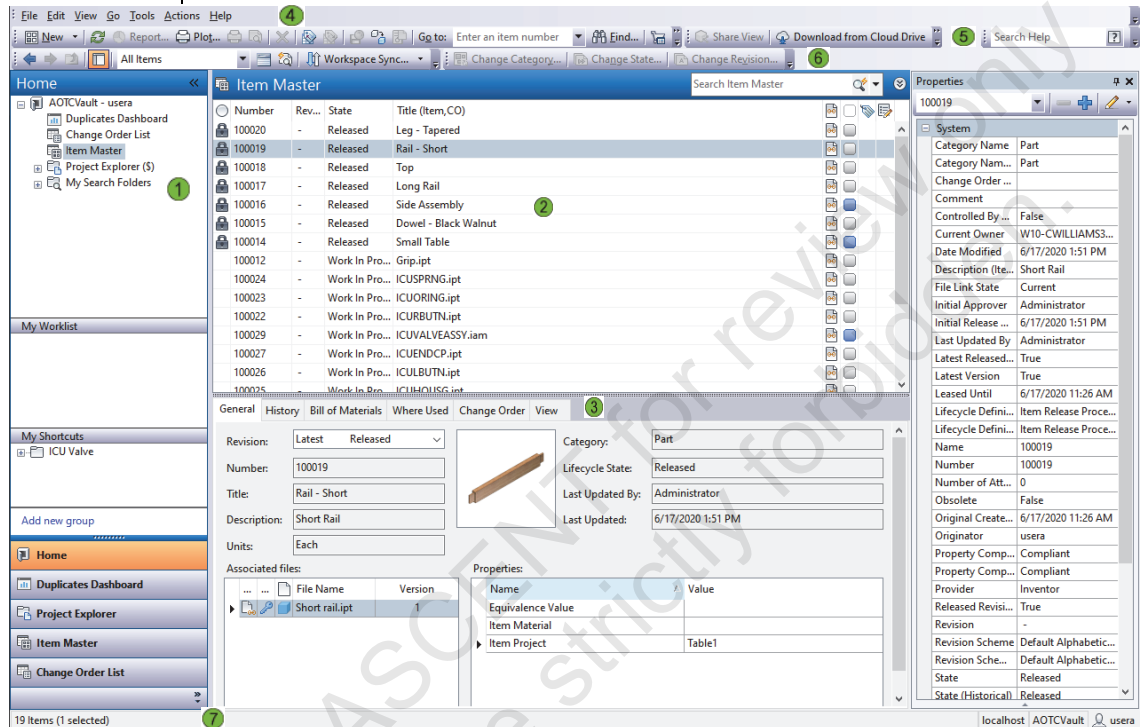 File Edit View Go Tools Actions Help 4
New Report... Plot... Go to: Enter an item number Find... Share View Download from Cloud Drive 5 Search Help
All Items Workspace Sync... Change Category... Change State... Change Revision... 6
Home
AOTCVault - usera
Duplicates Dashboard
Change Order List
Item Master
Project Explorer ($)
My Search Folders
1
My Worklist
My Shortcuts
ICU Valve
Add new group
Home
Duplicates Dashboard
Project Explorer
Item Master
Change Order List
Item Master Search Item Master
Number Rev... State Title (Item,CO)
100020 - Released Leg - Tapered
100019 - Released Rail - Short
100018 - Released Top
100017 - Released Long Rail
100016 - Released Side Assembly 2
100015 - Released Dowel - Black Walnut
100014 - Released Small Table
100012 - Work In Pro... Grip.ipt
100024 - Work In Pro... ICUSPRNG.ipt
100023 - Work In Pro... ICUORING.ipt
100022 - Work In Pro... ICURBUTN.ipt
100029 - Work In Pro... ICUVALVEASSY.iam
100027 - Work In Pro... ICUENDCP.ipt
100026 - Work In Pro... ICULBUTN.ipt
100025 - Work In Pro... ICUHOUSG.ipt
General History Bill of Materials Where Used Change Order View 3
Revision: Latest Released Category: Part
Number: 100019 Lifecycle State: Released
Title: Rail - Short Last Updated By: Administrator
Description: Short Rail Last Updated: 6/17/2020 1:51 PM
Units: Each
Associated files: Properties:
... ... File Name Version Name Value
Short rail.ipt 1 Equivalence Value
Item Material
Item Project Table1
Properties
100019
System
Category Name Part
Category Nam... Part
Change Order ...
Comment
Controlled By ... False
Current Owner W10-CWILLIAMS3...
Date Modified 6/17/2020 1:51 PM
Description (Ite... Short Rail
File Link State Current
Initial Approver Administrator
Initial Release ... 6/17/2020 1:51 PM
Last Updated By Administrator
Latest Released... True
Latest Version True
Leased Until 6/17/2020 11:26 AM
Lifecycle Defini... Item Release Proce...
Lifecycle Defini... Item Release Proce...
Name 100019
Number 100019
Number of Att... 0
Obsolete False
Original Create... 6/17/2020 11:26 AM
Originator usera
Property Comp... Compliant
Property Comp... Compliant
Provider Inventor
Released Revisi... True
Revision -
Revision Scheme Default Alphabetic...
Revision Sche... Default Alphabetic...
State Released
State (Historical) Released
19 Items (1 selected) 7 localhost AOTCVault usera
ASCENT for review only
strictly forbidden.